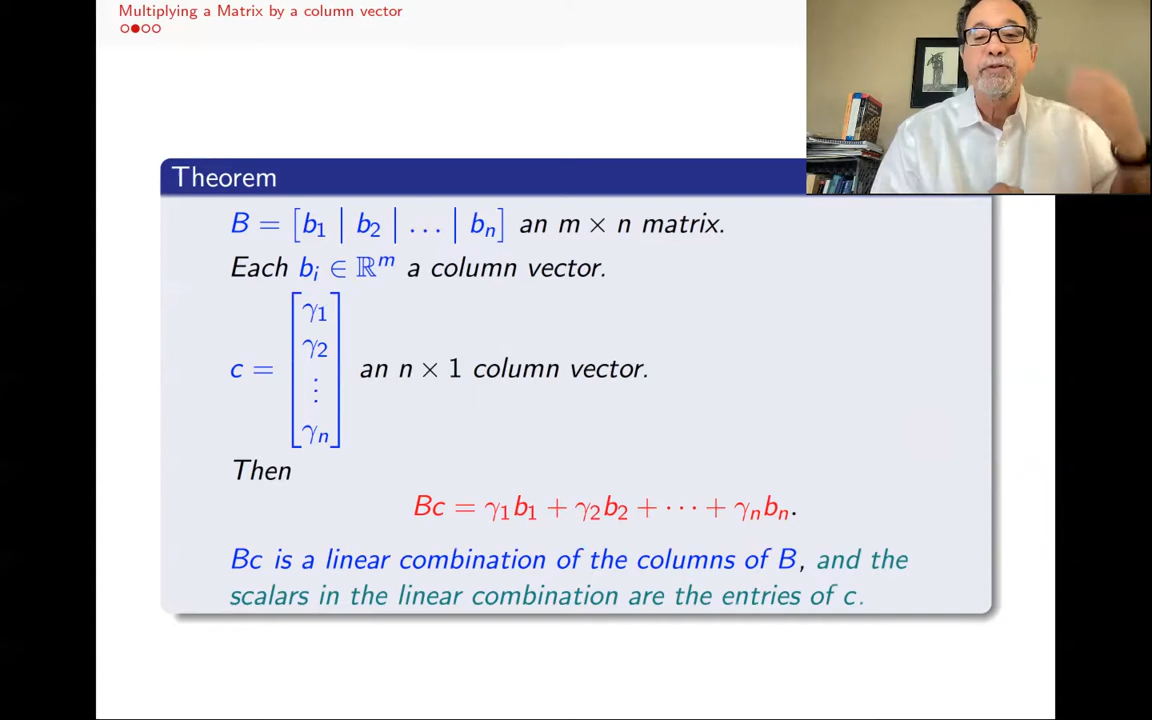 Multiplying a Matrix by a column vector
Theorem
B = [b₁ | b₂ | … | bₙ] an m × n matrix.
Each bᵢ ∈ ℝᵐ a column vector.
γ₁
γ₂
⋮
c = an n × 1 column vector.
γₙ
Then
Bc = γ₁b₁ + γ₂b₂ + ⋯ + γₙbₙ.
Bc is a linear combination of the columns of B, and the
scalars in the linear combination are the entries of c.